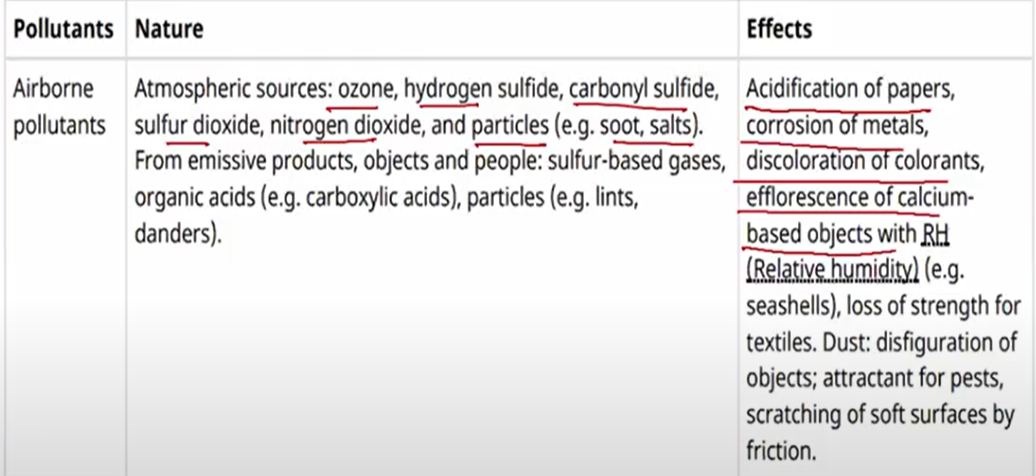 Pollutants
Nature
Effects
Airborne
pollutants
Atmospheric sources: ozone, hydrogen sulfide, carbonyl sulfide,
sulfur dioxide, nitrogen dioxide, and particles (e.g. soot, salts).
From emissive products, objects and people: sulfur-based gases,
organic acids (e.g. carboxylic acids), particles (e.g. lints,
danders).
Acidification of papers,
corrosion of metals,
discoloration of colorants,
efflorescence of calcium-
based objects with RH
(Relative humidity) (e.g.
seashells), loss of strength for
textiles. Dust: disfiguration of
objects; attractant for pests,
scratching of soft surfaces by
friction.